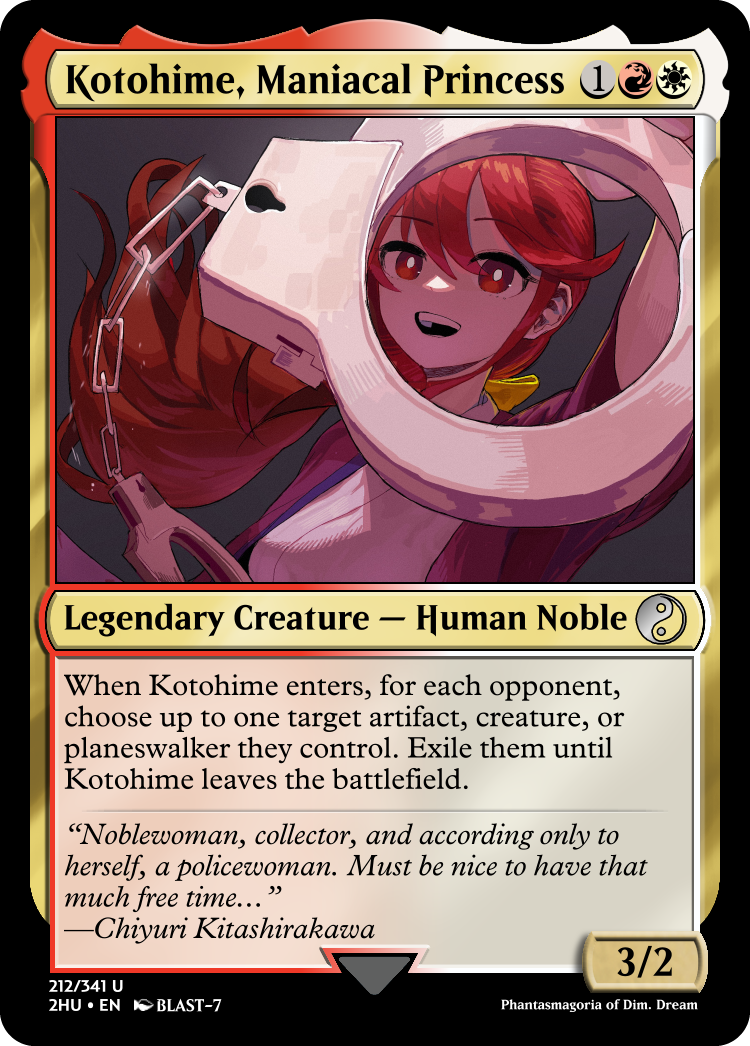 Kotohime, Maniacal Princess 1
Legendary Creature — Human Noble
When Kotohime enters, for each opponent,
choose up to one target artifact, creature, or
planeswalker they control. Exile them until
Kotohime leaves the battlefield.
“Noblewoman, collector, and according only to
herself, a policewoman. Must be nice to have that
much free time...”
—Chiyuri Kitashirakawa
3/2
212/341 U
2HU • EN BLAST-7
Phantasmagoria of Dim. Dream